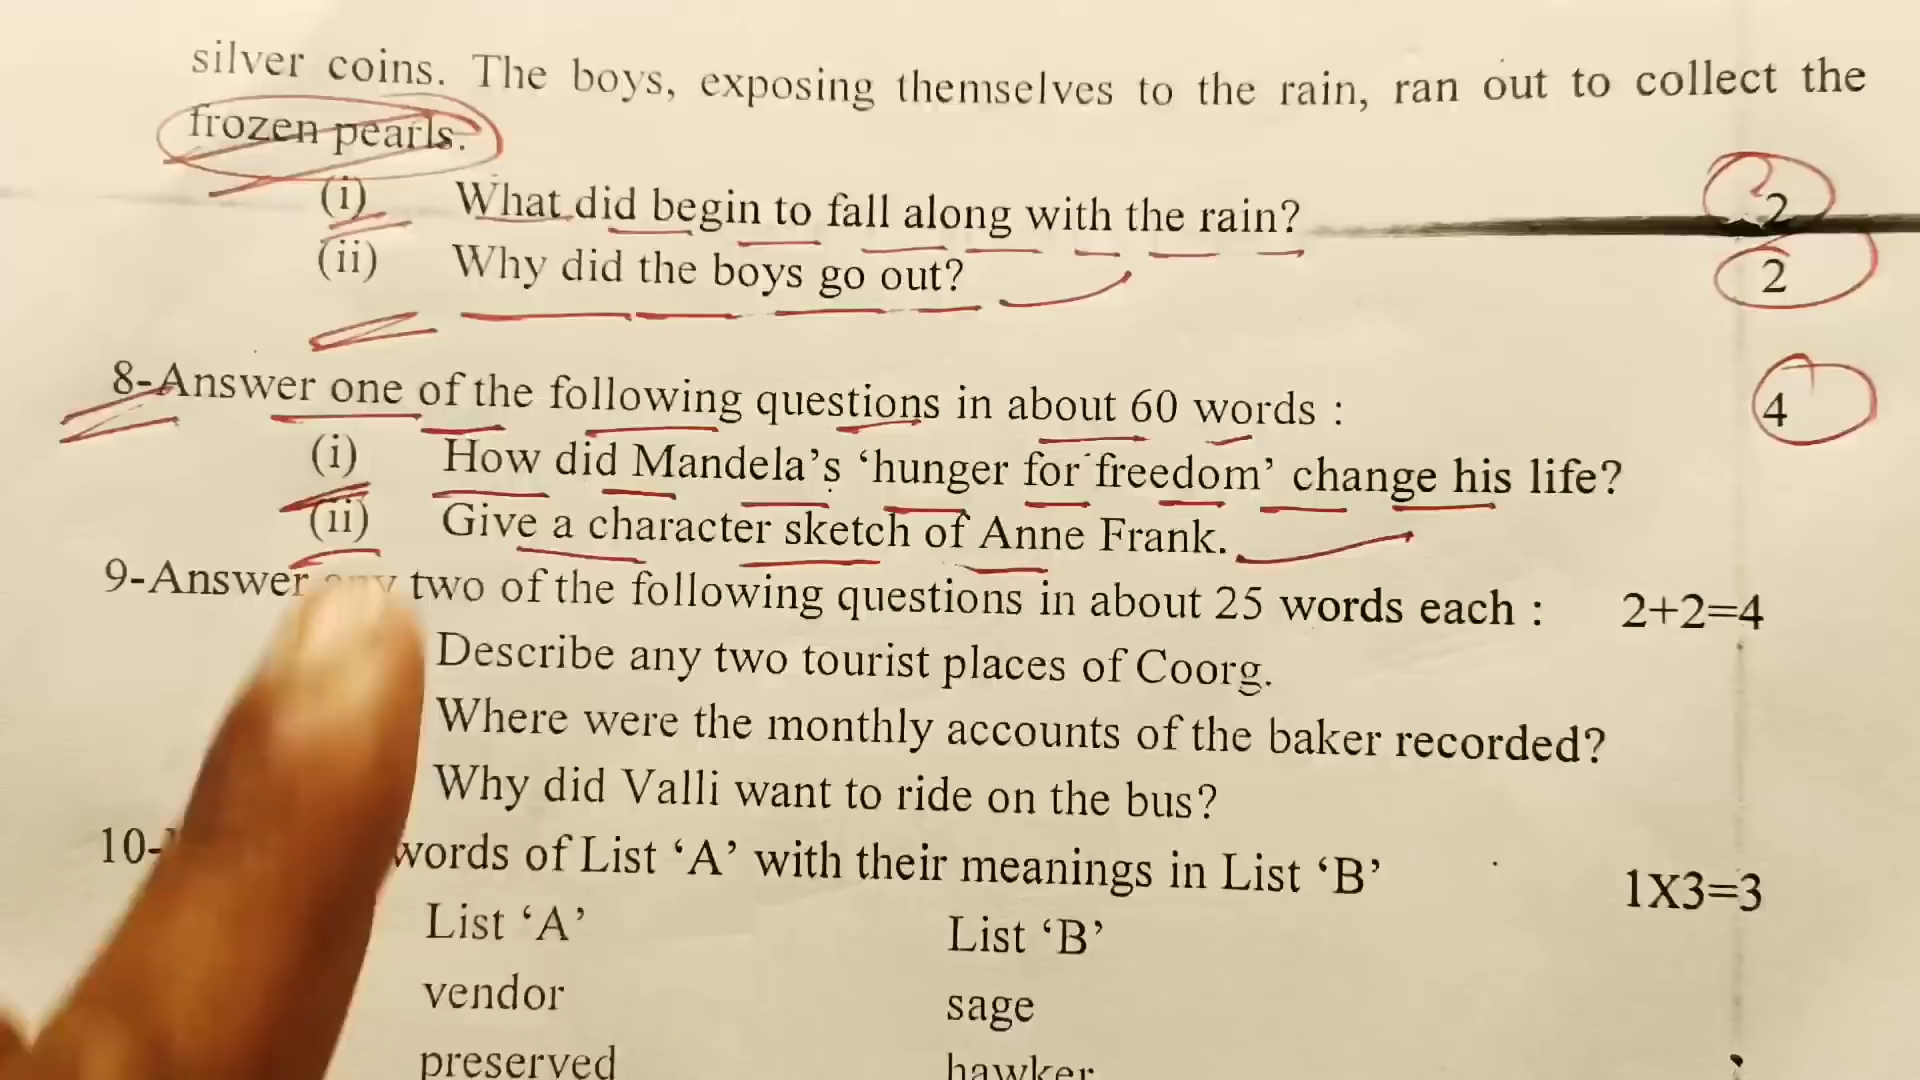 silver coins. The boys, exposing themselves to the rain, ran out to collect the
frozen pearls.
(i) What did begin to fall along with the rain? 2
(ii) Why did the boys go out? 2
8-Answer one of the following questions in about 60 words : 4
(i) How did Mandela’s ‘hunger for freedom’ change his life?
(ii) Give a character sketch of Anne Frank.
9-Answer any two of the following questions in about 25 words each : 2+2=4
Describe any two tourist places of Coorg.
Where were the monthly accounts of the baker recorded?
Why did Valli want to ride on the bus?
10- words of List ‘A’ with their meanings in List ‘B’ 1X3=3
List ‘A’ List ‘B’
vendor sage
preserved hawker